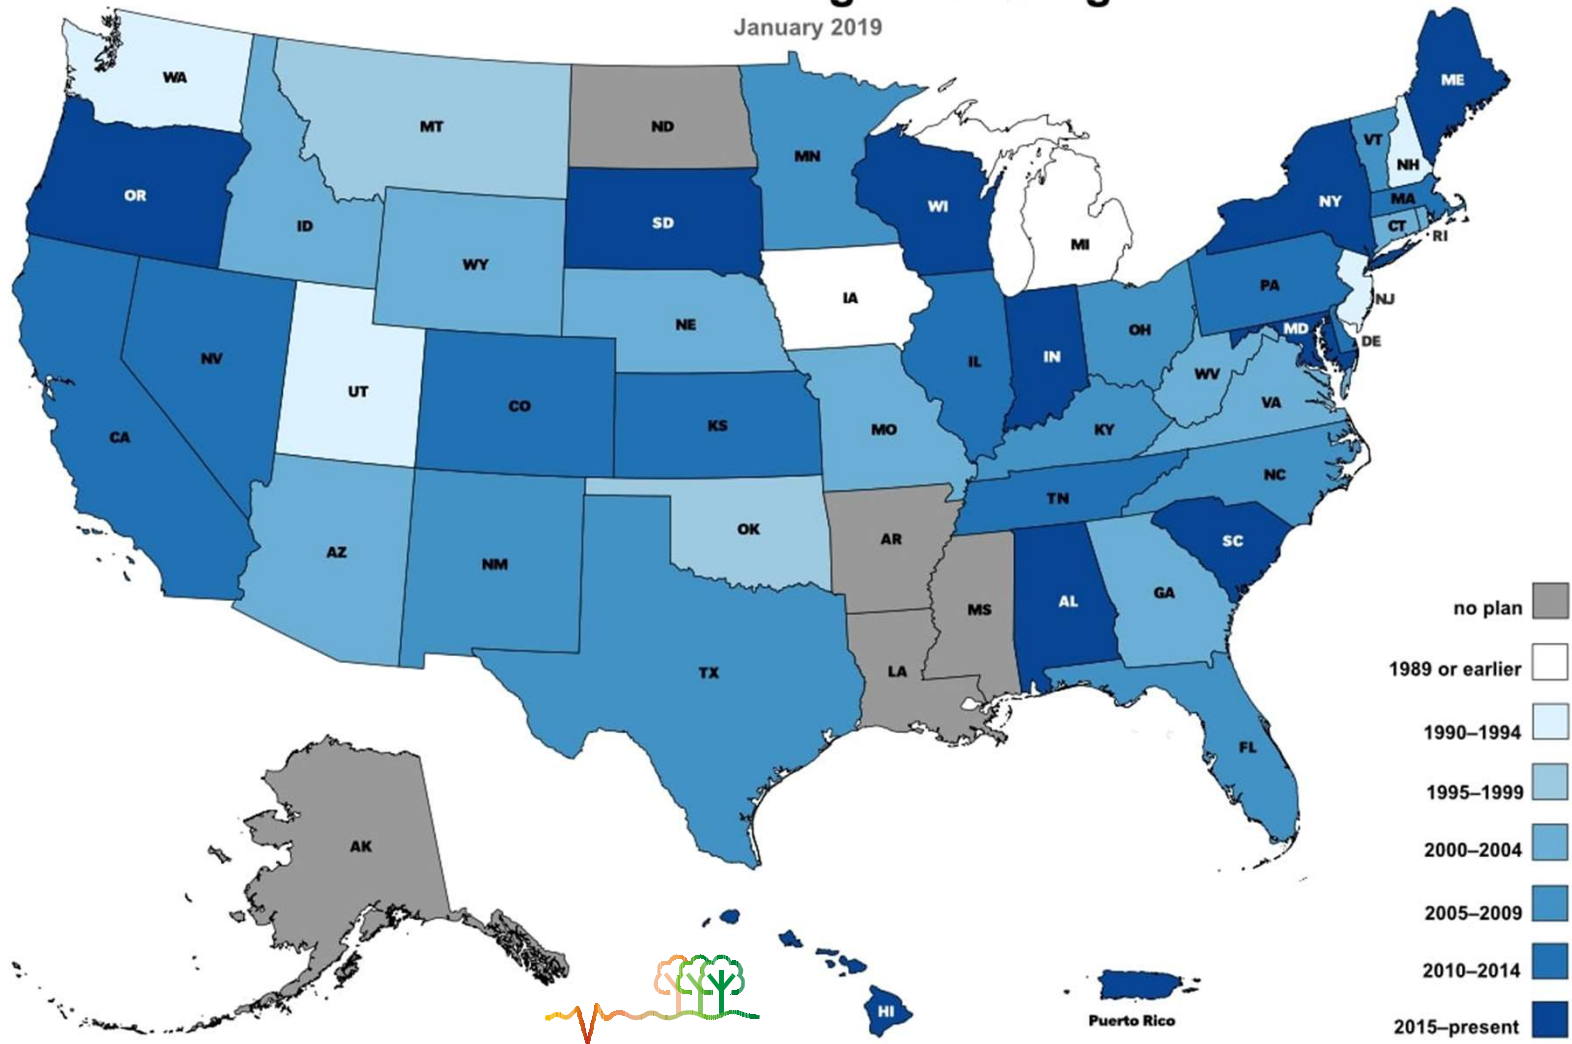 January 2019
WA
MT
ND
MN
ME
VT
NH
OR
ID
SD
WI
NY
MA
CT
RI
WY
MI
IA
NE
PA
NJ
OH
MD
DE
NV
UT
CO
IL
IN
WV
KS
VA
CA
MO
KY
NC
TN
OK
AR
SC
AZ
NM
MS
AL
GA
TX
LA
FL
AK
HI
Puerto Rico
no plan
1989 or earlier
1990–1994
1995–1999
2000–2004
2005–2009
2010–2014
2015–present